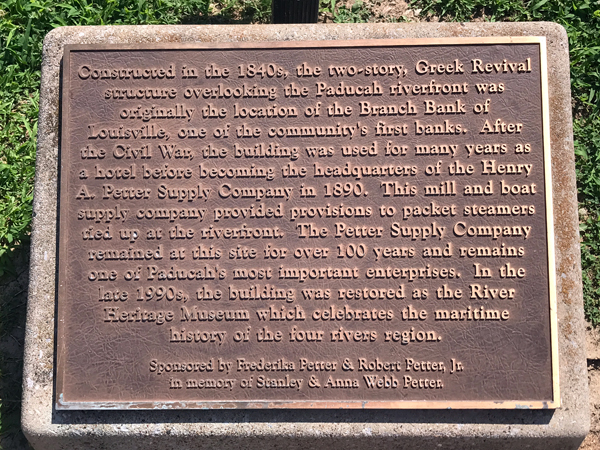 Constructed in the 1840s, the two-story, Greek Revival
structure overlooking the Paducah riverfront was
originally the location of the Branch Bank of
Louisville, one of the community's first banks. After
the Civil War, the building was used for many years as
a hotel before becoming the headquarters of the Henry
A. Petter Supply Company in 1890. This mill and boat
supply company provided provisions to packet steamers
tied up at the riverfront. The Petter Supply Company
remained at this site for over 100 years and remains
one of Paducah's most important enterprises. In the
late 1990s, the building was restored as the River
Heritage Museum which celebrates the maritime
history of the four rivers region.
Sponsored by Frederika Petter & Robert Petter, Jr.
in memory of Stanley & Anna Webb Petter.